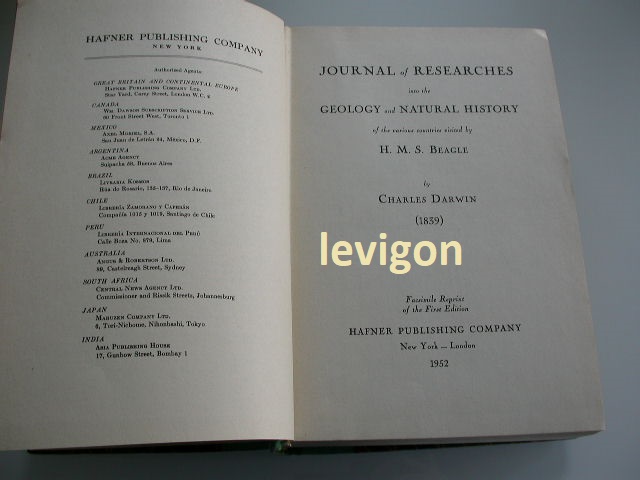 HAFNER PUBLISHING COMPANY
NEW YORK
Authorized Agents
GREAT BRITAIN AND CONTINENTAL EUROPE
HAFNER PUBLISHING COMPANY LTD.
Star Yard, Carey Street, London W.C. 2
CANADA
WM. DAWSON SUBSCRIPTION SERVICE LTD.
60 Front Street West, Toronto 1
MEXICO
AXEL MORIEL, S.A.
San Juan de Letrán 24, México, D.F.
ARGENTINA
ACME AGENCY
Suipacha 58, Buenos Aires
BRAZIL
LIVRARIA KOSMOS
Rúa do Rosario, 135-137, Rio de Janeiro
CHILE
LIBRERÍA ZAMORANO Y CAPERÁN
Compañía 1015 y 1019, Santiago de Chile
PERU
LIBRERÍA INTERNACIONAL DEL PERÚ
Calle Boza No. 879, Lima
AUSTRALIA
ANGUS & ROBERTSON LTD.
89, Castelreagh Street, Sydney
SOUTH AFRICA
CENTRAL NEWS AGENCY LTD.
Commissioner and Rissik Streets, Johannesburg
JAPAN
MARUZEN COMPANY LTD.
6, Tori-Nichome, Nihonbashi, Tokyo
INDIA
ASIA PUBLISHING HOUSE
17, Gunbow Street, Bombay 1
JOURNAL of RESEARCHES
into the
GEOLOGY and NATURAL HISTORY
of the various countries visited by
H. M. S. BEAGLE
by
CHARLES DARWIN
(1839)
levigon
Facsimile Reprint
of the First Edition
HAFNER PUBLISHING COMPANY
New York — London
1952